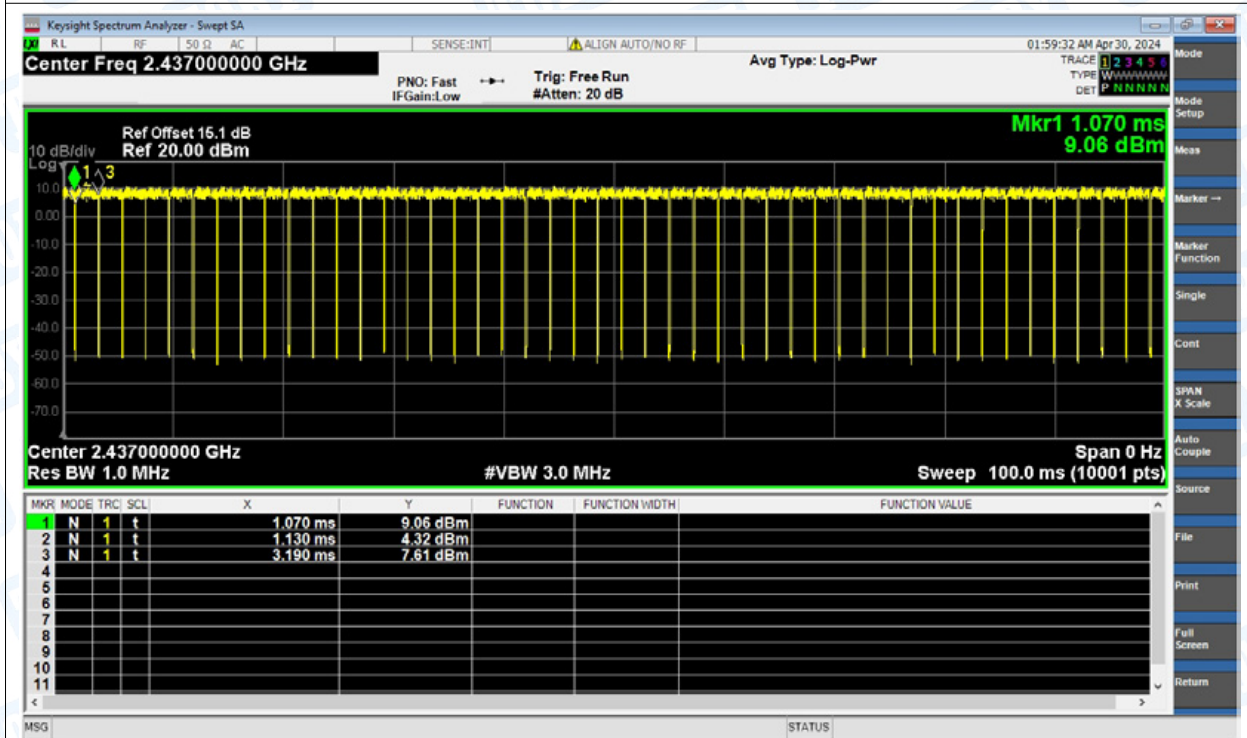 Keysight Spectrum Analyzer - Swept SA
LXI RL RF 50 Ω AC SENSE:INT ALIGN AUTO/NO RF 01:59:32 AM Apr 30, 2024
Center Freq 2.437000000 GHz
Avg Type: Log-Pwr
TRACE 1 2 3 4 5 6
TYPE WWWWWW
DET P N N N N N
PNO: Fast
IFGain:Low
Trig: Free Run
#Atten: 20 dB
Mkr1 1.070 ms
9.06 dBm
Ref Offset 15.1 dB
10 dB/div Ref 20.00 dBm
Log
1 3
10.0
0.00
-10.0
-20.0
-30.0
-40.0
-50.0
-60.0
-70.0
Center 2.437000000 GHz Span 0 Hz
Res BW 1.0 MHz #VBW 3.0 MHz Sweep 100.0 ms (10001 pts)
MKR MODE TRC SCL X Y FUNCTION FUNCTION WIDTH FUNCTION VALUE
1 N 1 t 1.070 ms 9.06 dBm
2 N 1 t 1.130 ms 4.32 dBm
3 N 1 t 3.190 ms 7.61 dBm
4
5
6
7
8
9
10
11
MSG STATUS
Mode
Mode
Setup
Meas
Marker →
Marker
Function
Single
Cont
SPAN
X Scale
Auto
Couple
Source
File
Print
Full
Screen
Return